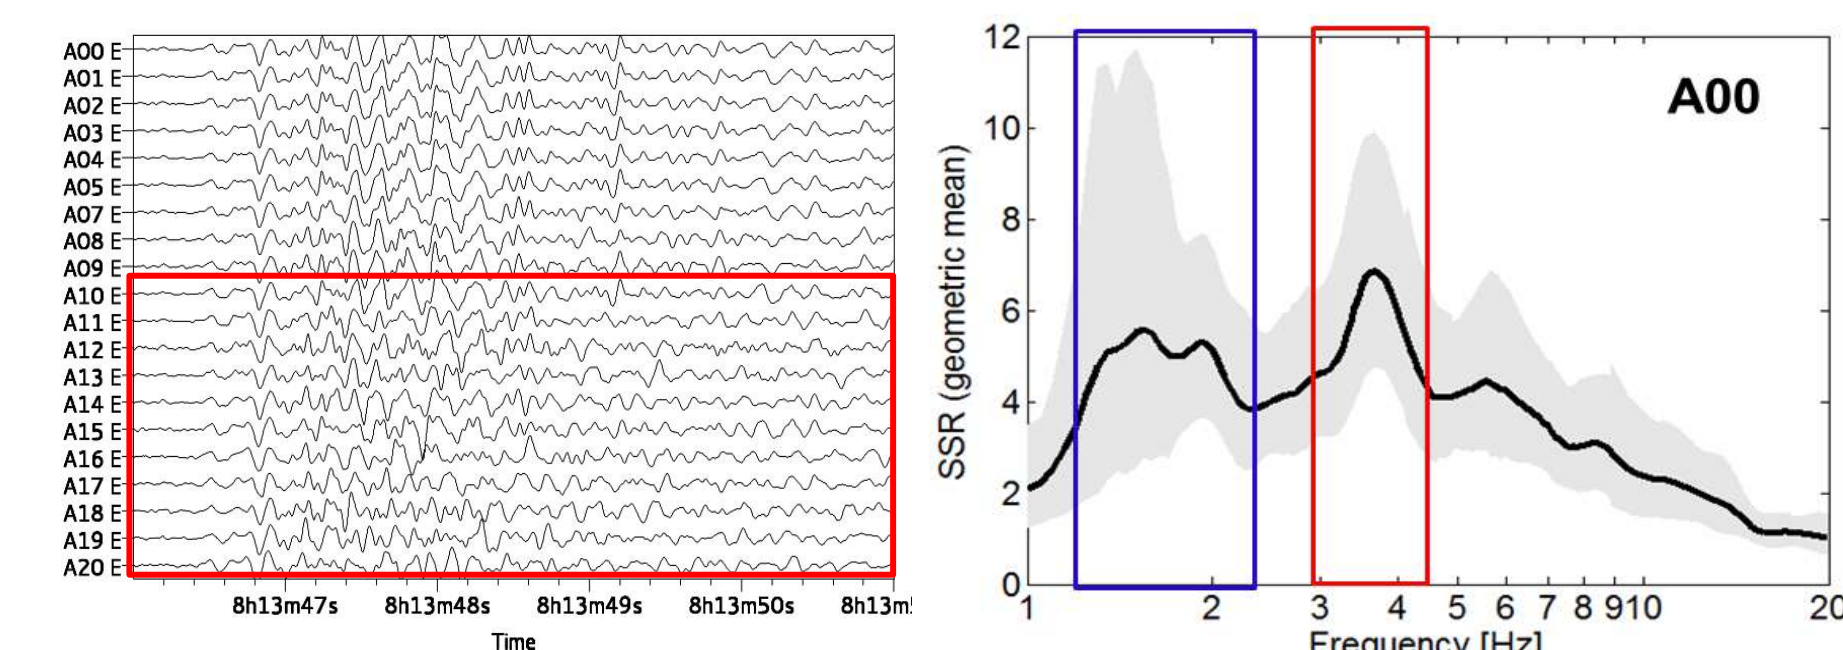 A00 E
A01 E
A02 E
A03 E
A04 E
A05 E
A07 E
A08 E
A09 E
A10 E
A11 E
A12 E
A13 E
A14 E
A15 E
A16 E
A17 E
A18 E
A19 E
A20 E
8h13m47s 8h13m48s 8h13m49s 8h13m50s 8h13m
Time
A00
SSR (geometric mean)
12
10
8
6
4
2
0
1 2 3 4 5 6 7 8 9 10 20
Frequency [Hz]